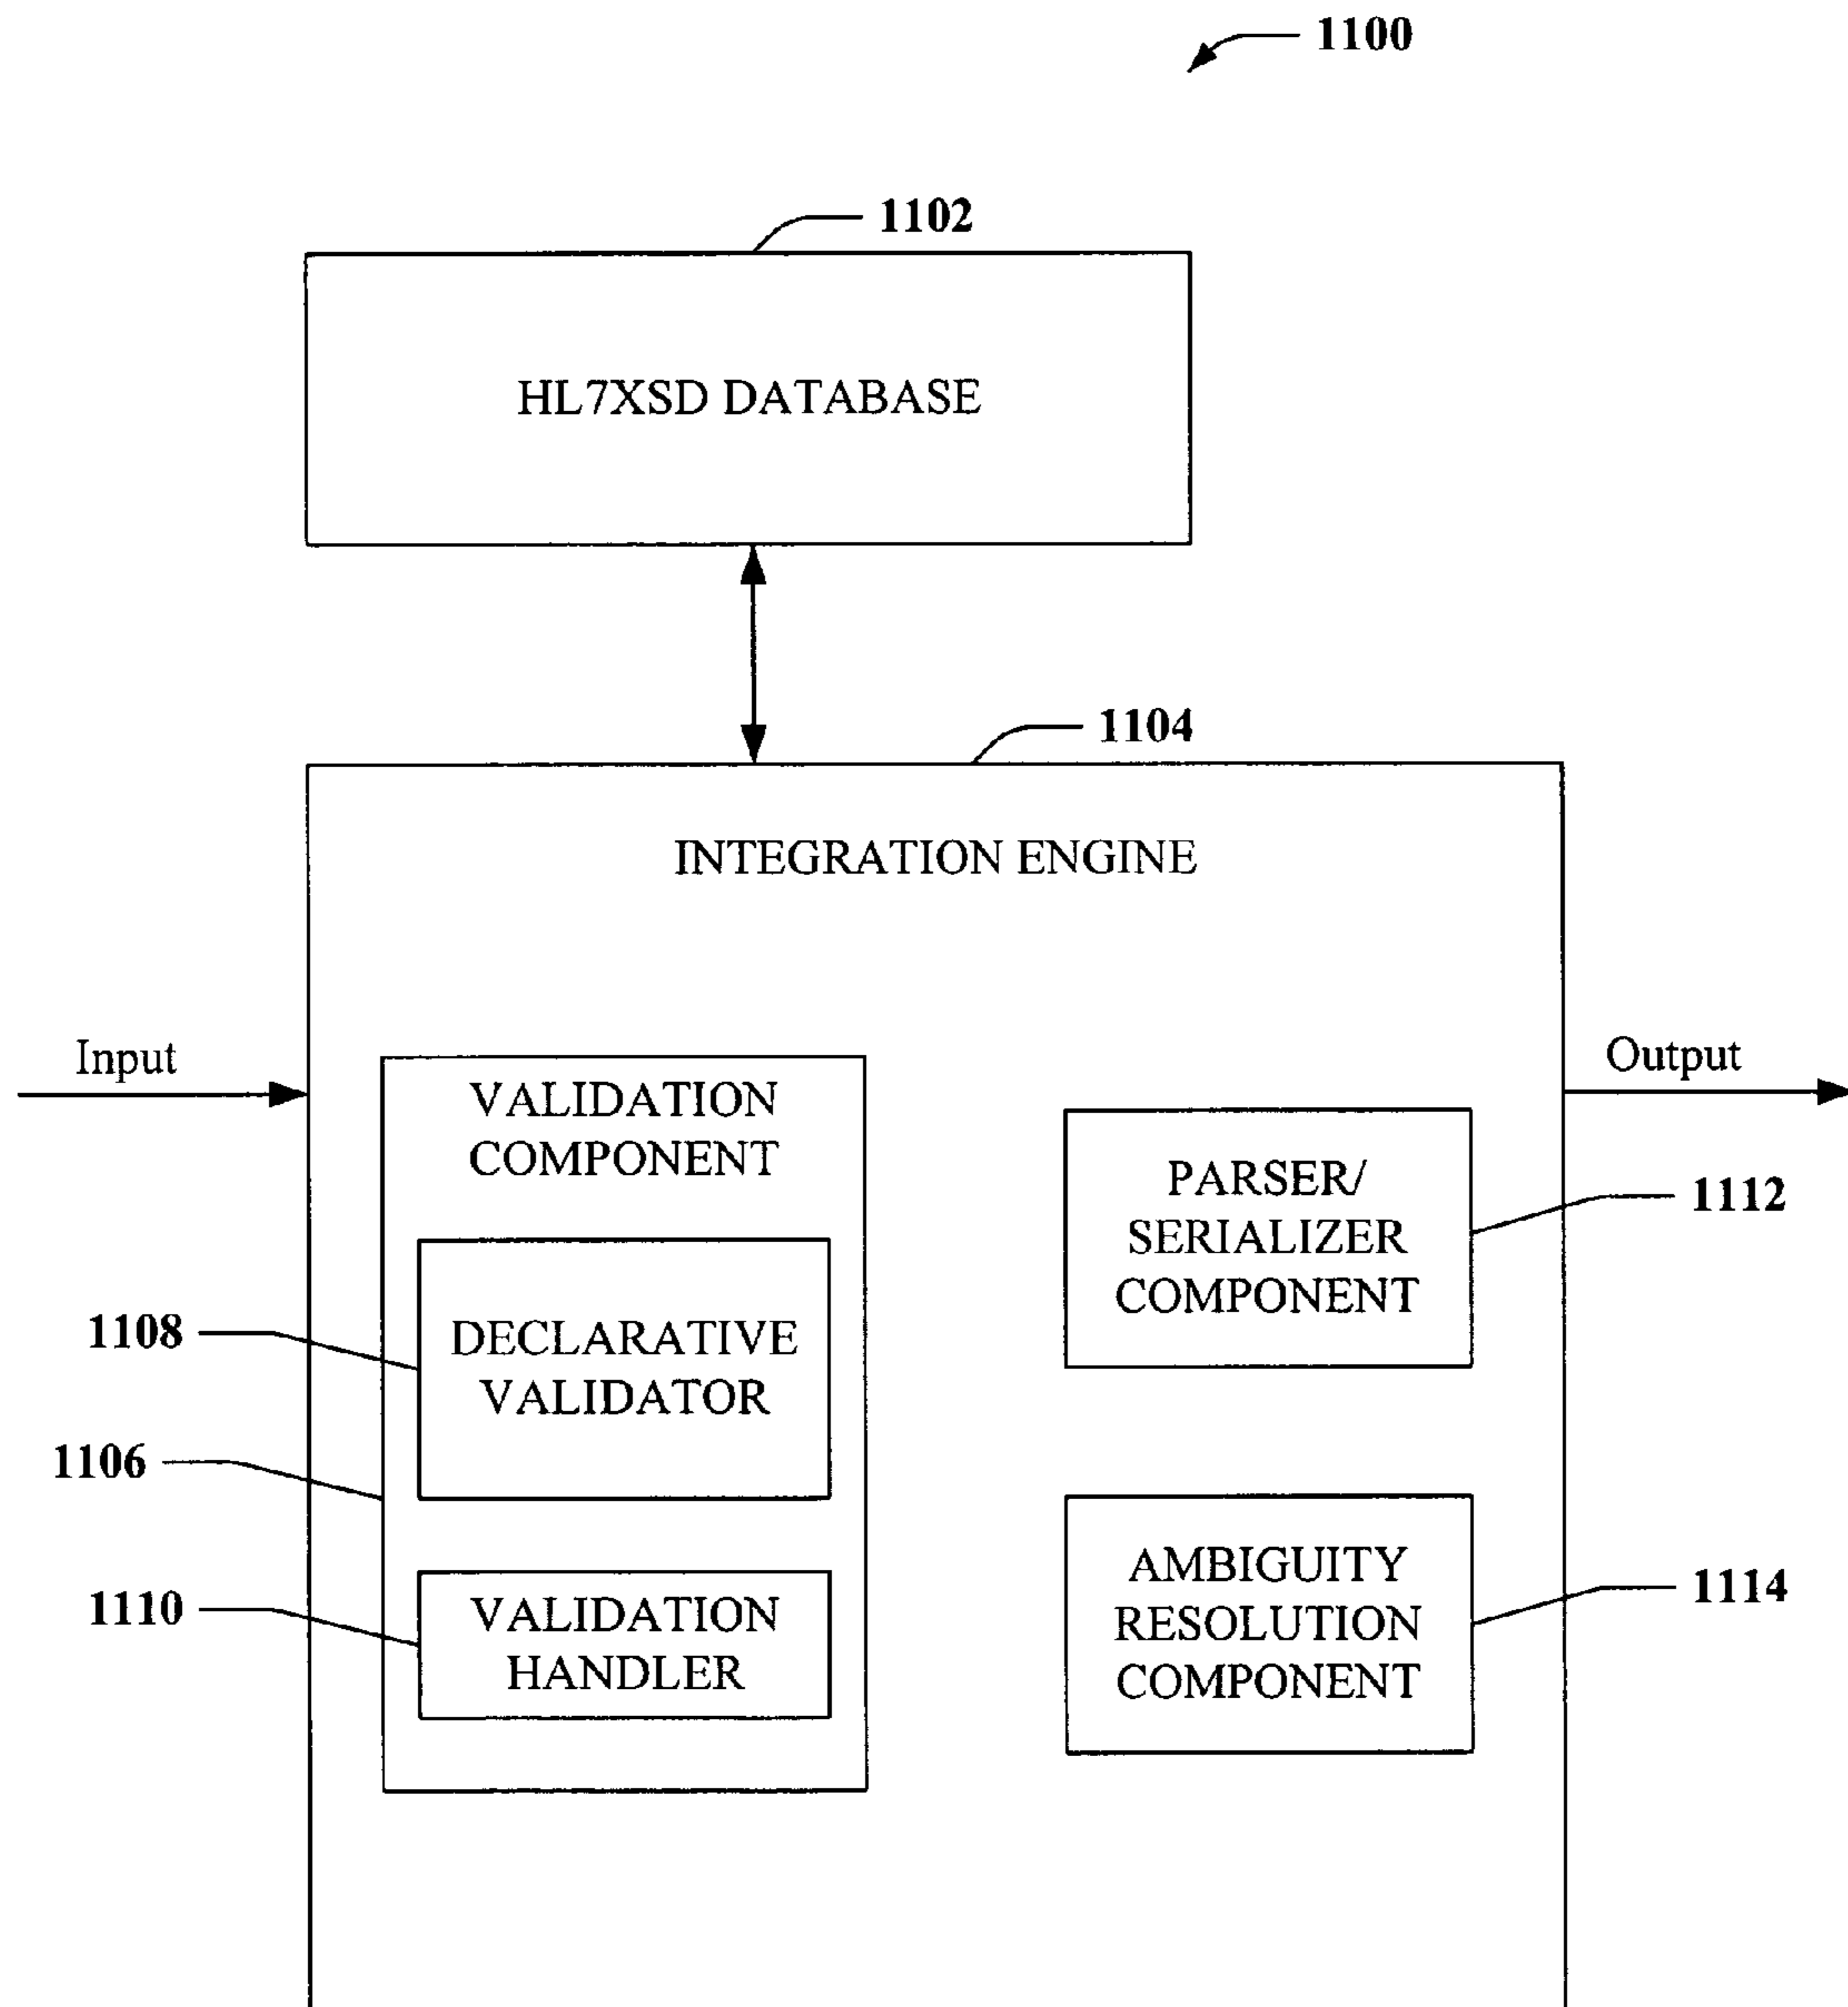 1100
1102
HL7XSD DATABASE
1104
INTEGRATION ENGINE
Input
Output
VALIDATION
COMPONENT
PARSER/
SERIALIZER
COMPONENT
1112
1108
DECLARATIVE
VALIDATOR
1106
AMBIGUITY
RESOLUTION
COMPONENT
1114
1110
VALIDATION
HANDLER